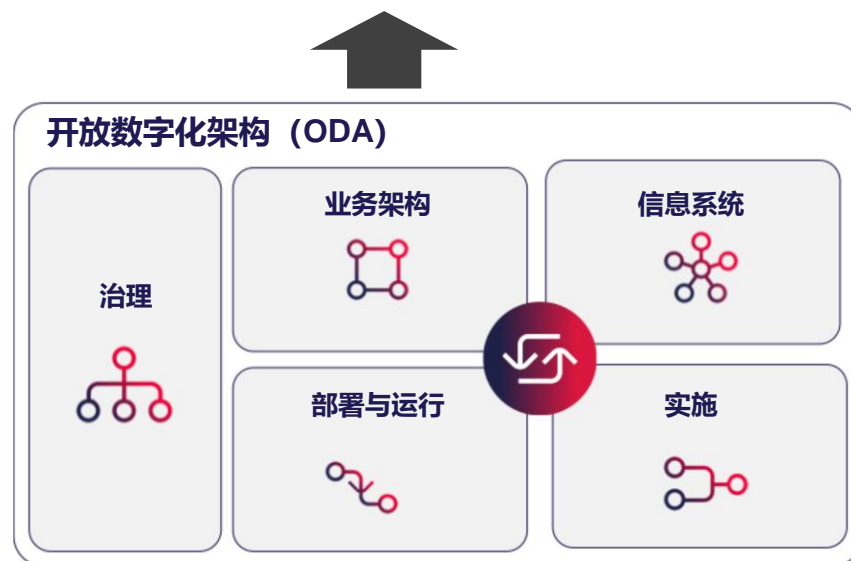 开放数字化架构（ODA）
治理
业务架构
信息系统
部署与运行
实施